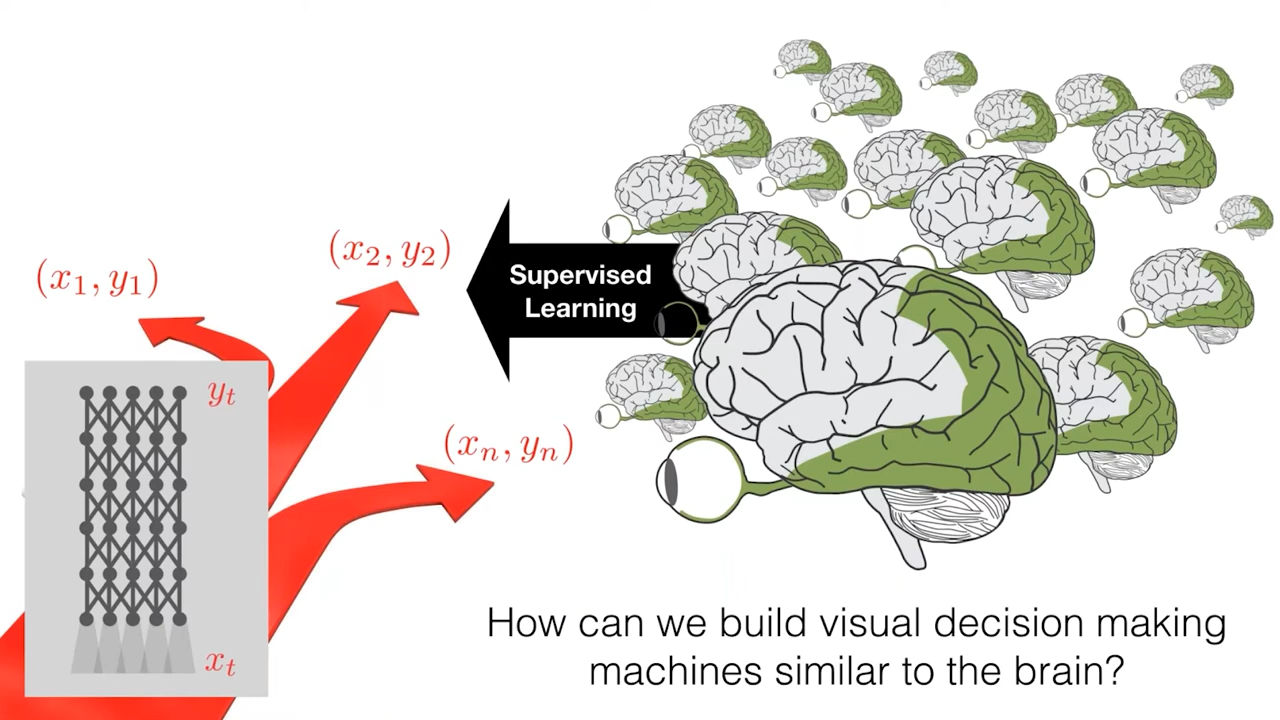 (x₁, y₁)
(x₂, y₂)
Supervised
Learning
yₜ
(xₙ, yₙ)
xₜ
How can we build visual decision making
machines similar to the brain?